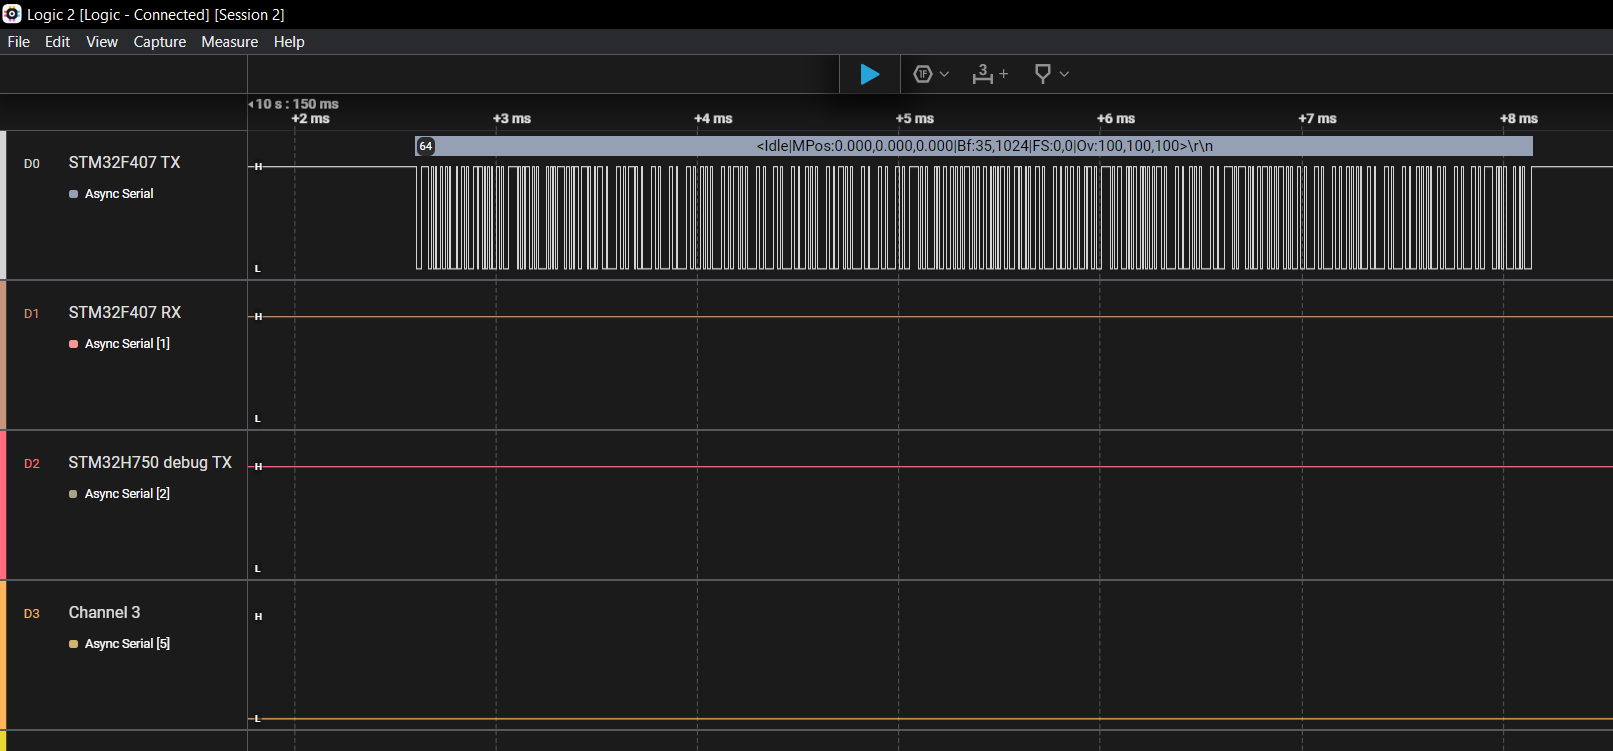 Logic 2 [Logic - Connected] [Session 2]
File Edit View Capture Measure Help
1F 3 +
10 s : 150 ms
+2 ms +3 ms +4 ms +5 ms +6 ms +7 ms +8 ms
64 <Idle|MPos:0.000,0.000,0.000|Bf:35,1024|FS:0,0|Ov:100,100,100>\r\n
D0 STM32F407 TX H
Async Serial
L
D1 STM32F407 RX H
Async Serial [1]
L
D2 STM32H750 debug TX H
Async Serial [2]
L
D3 Channel 3 H
Async Serial [5]
L